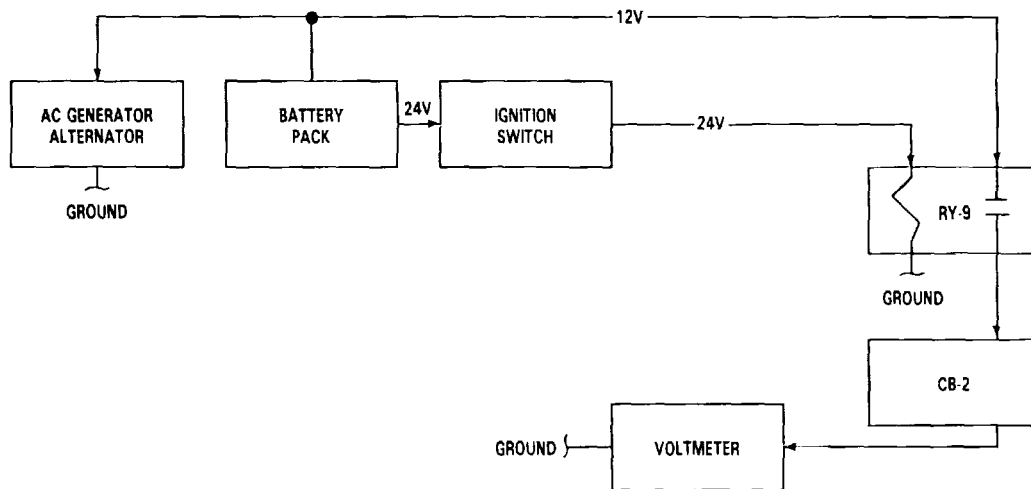 12V
AC GENERATOR
ALTERNATOR
BATTERY
PACK
24V
IGNITION
SWITCH
24V
GROUND
RY-9
GROUND
CB-2
GROUND
VOLTMETER